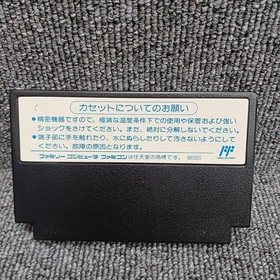 カセットについてのお願い
●精密機器ですので、極端な温度条件下での使用や保管および強い
ショックをさけてください。また、絶対に分解しないでください。
●端子部に手を触れたり、水にぬらしたりして汚さないようにして
ください。故障の原因となります。
ファミリーコンピュータ・ファミコンは任天堂の商標です。